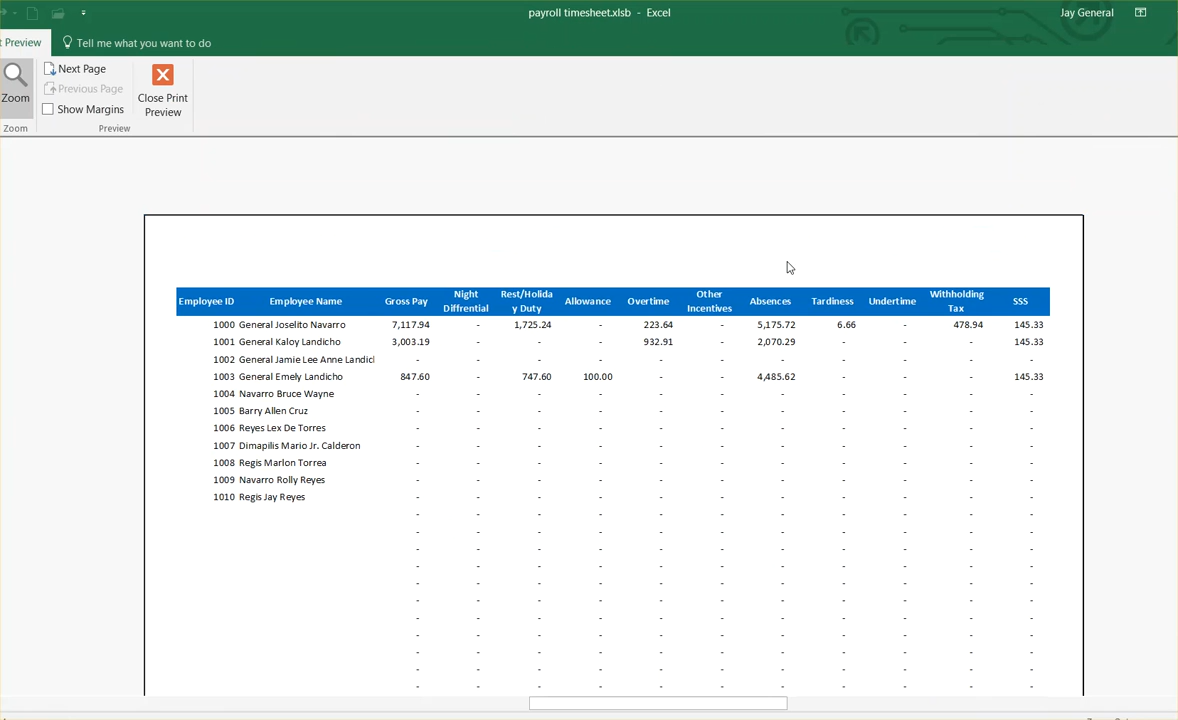 payroll timesheet.xlsb - Excel
Jay General
Preview
Tell me what you want to do
Next Page
Previous Page
Show Margins
Zoom
Close Print
Preview
Zoom
Preview
Employee ID Employee Name Gross Pay Night Diffrential Rest/Holida y Duty Allowance Overtime Other Incentives Absences Tardiness Undertime Withholding Tax SSS
1000 General Joselito Navarro 7,117.94 - 1,725.24 - 223.64 - 5,175.72 6.66 - 478.94 145.33
1001 General Kaloy Landicho 3,003.19 - - - 932.91 - 2,070.29 - - - 145.33
1002 General Jamie Lee Anne Landicl - - - - - - - - - - -
1003 General Emely Landicho 847.60 - 747.60 100.00 - - 4,485.62 - - - 145.33
1004 Navarro Bruce Wayne - - - - - - - - - - -
1005 Barry Allen Cruz - - - - - - - - - - -
1006 Reyes Lex De Torres - - - - - - - - - - -
1007 Dimapilis Mario Jr. Calderon - - - - - - - - - - -
1008 Regis Marlon Torrea - - - - - - - - - - -
1009 Navarro Rolly Reyes - - - - - - - - - - -
1010 Regis Jay Reyes - - - - - - - - - - -
- - - - - - - - - - -
- - - - - - - - - - -
- - - - - - - - - - -
- - - - - - - - - - -
- - - - - - - - - - -
- - - - - - - - - - -
- - - - - - - - - - -
- - - - - - - - - - -
- - - - - - - - - - -
- - - - - - - - - - -
- - - - - - - - - - -